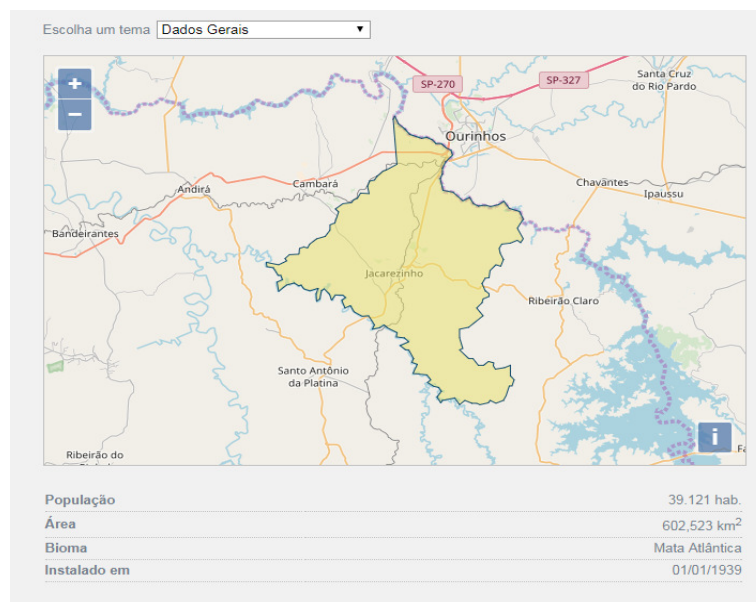 Escolha um tema Dados Gerais
+
−
SP-270
SP-327
Santa Cruz
do Rio Pardo
Ourinhos
Cambará
Andirá
Chavantes
Ipaussu
Bandeirantes
Jacarezinho
Ribeirão Claro
Santo Antônio
da Platina
i
Ribeirão do
População 39.121 hab.
Área 602,523 km²
Bioma Mata Atlântica
Instalado em 01/01/1939